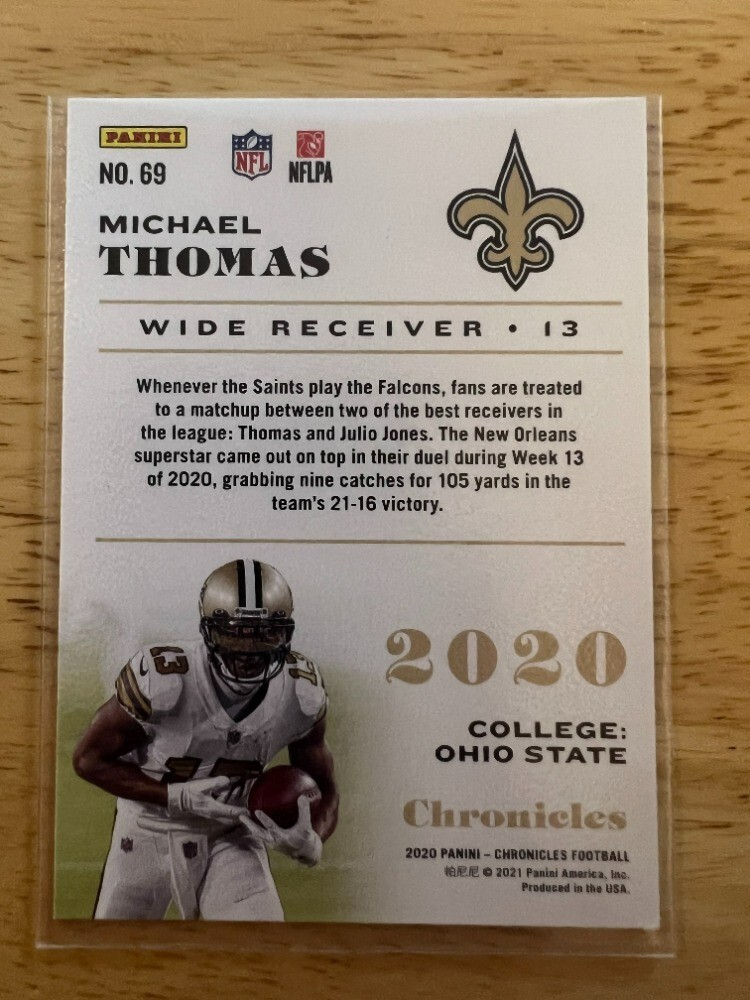 PANINI
NO. 69
NFL
NFLPA
MICHAEL
THOMAS
WIDE RECEIVER • 13
Whenever the Saints play the Falcons, fans are treated
to a matchup between two of the best receivers in
the league: Thomas and Julio Jones. The New Orleans
superstar came out on top in their duel during Week 13
of 2020, grabbing nine catches for 105 yards in the
team's 21-16 victory.
13
13
2020
COLLEGE:
OHIO STATE
Chronicles
2020 PANINI – CHRONICLES FOOTBALL
帕尼尼 © 2021 Panini America, Inc.
Produced in the USA.